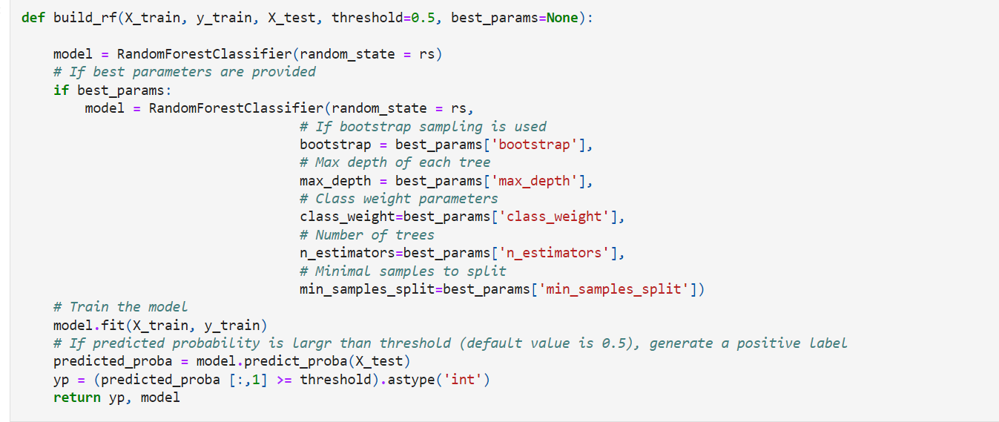 def build_rf(X_train, y_train, X_test, threshold=0.5, best_params=None):
model = RandomForestClassifier(random_state = rs)
# If best parameters are provided
if best_params:
model = RandomForestClassifier(random_state = rs,
# If bootstrap sampling is used
bootstrap = best_params['bootstrap'],
# Max depth of each tree
max_depth = best_params['max_depth'],
# Class weight parameters
class_weight=best_params['class_weight'],
# Number of trees
n_estimators=best_params['n_estimators'],
# Minimal samples to split
min_samples_split=best_params['min_samples_split'])
# Train the model
model.fit(X_train, y_train)
# If predicted probability is largr than threshold (default value is 0.5), generate a positive label
predicted_proba = model.predict_proba(X_test)
yp = (predicted_proba [:,1] >= threshold).astype('int')
return yp, model